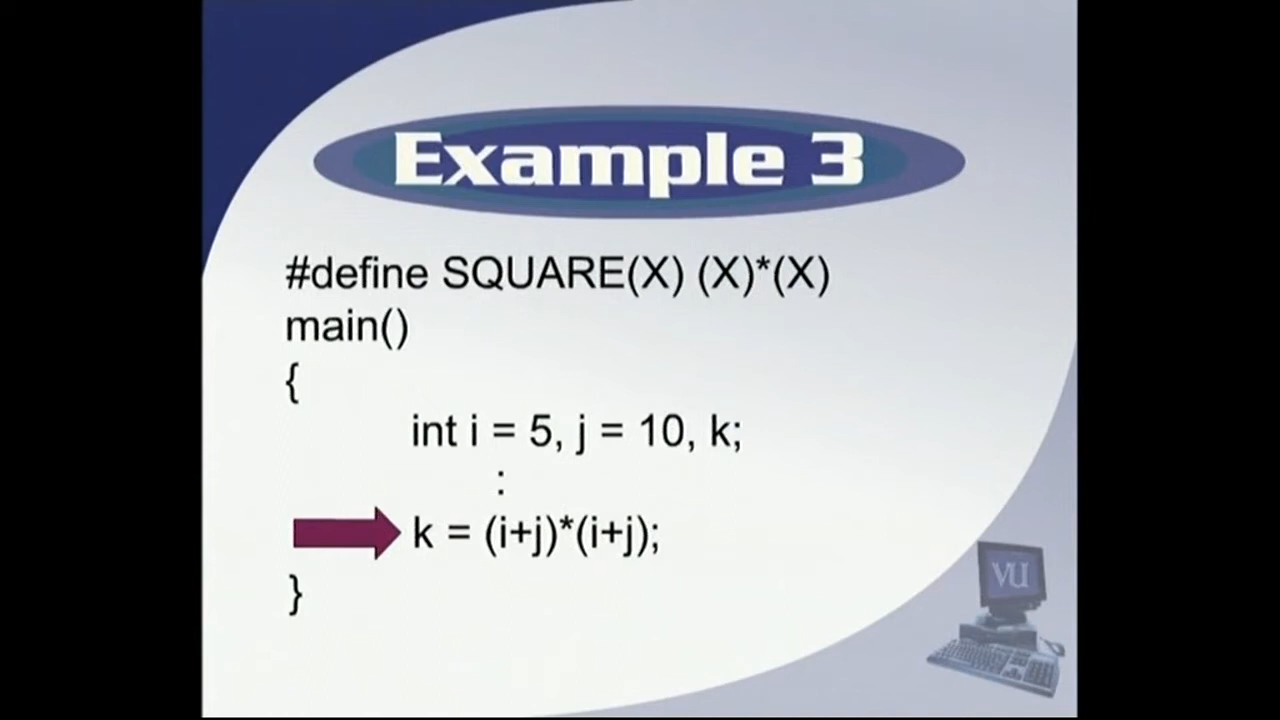 Example 3
#define SQUARE(X) (X)*(X)
main()
{
int i = 5, j = 10, k;
:
k = (i+j)*(i+j);
}
VU